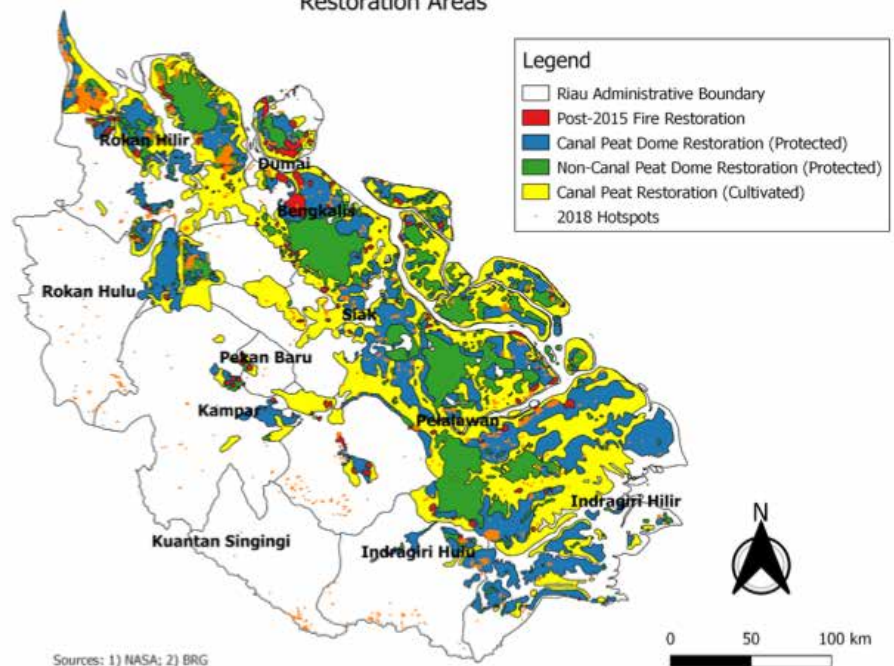 Restoration Areas
Legend
Riau Administrative Boundary
Post-2015 Fire Restoration
Canal Peat Dome Restoration (Protected)
Non-Canal Peat Dome Restoration (Protected)
Canal Peat Restoration (Cultivated)
2018 Hotspots
Rokan Hilir
Dumai
Bengkalis
Rokan Hulu
Siak
Pekan Baru
Kampar
Pelalawan
Indragiri Hilir
Kuantan Singingi
Indragiri Hulu
N
0 50 100 km
Sources: 1) NASA; 2) BRG